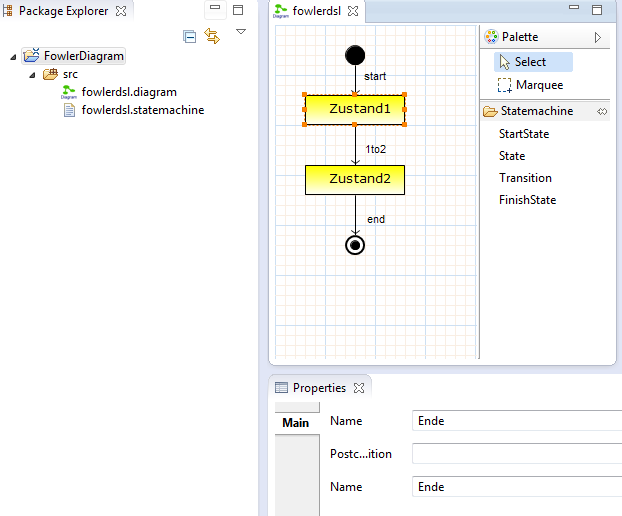 Package Explorer
FowlerDiagram
src
fowlerdsl.diagram
fowlerdsl.statemachine
fowlerdsl
start
Zustand1
1to2
Zustand2
end
Palette
Select
Marquee
Statemachine
StartState
State
Transition
FinishState
Properties
Main
Name
Ende
Postc...ition
Name
Ende